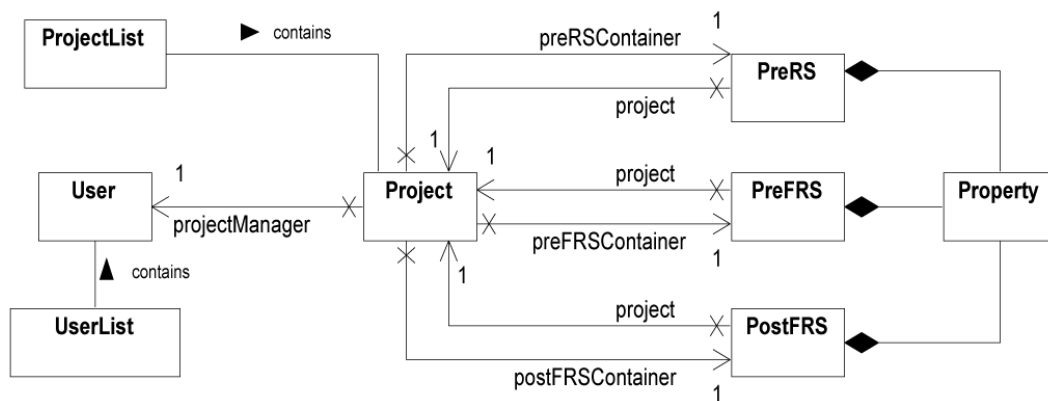 ProjectList
▶ contains
1
preRSContainer
PreRS
project
1
1
User
1
Project
project
PreFRS
Property
projectManager
preFRSContainer
1
▲ contains
1
UserList
project
PostFRS
postFRSContainer
1